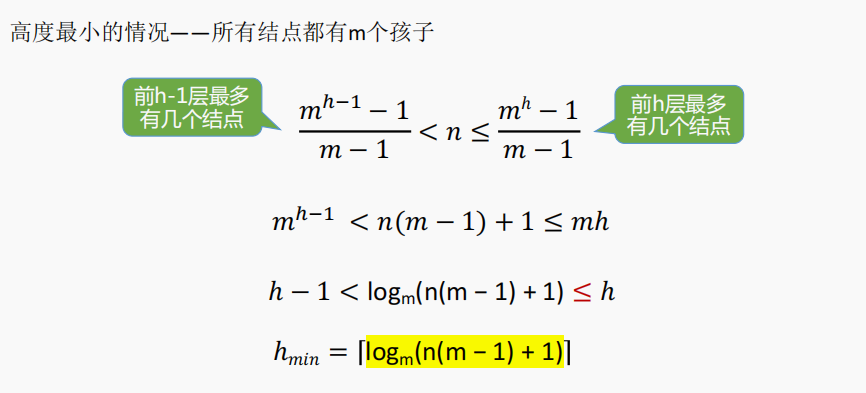 高度最小的情况——所有结点都有m个孩子
前h-1层最多
有几个结点
(m^{h−1} − 1)/(m − 1) < n ≤ (m^h − 1)/(m − 1)
前h层最多
有几个结点
m^{h−1} < n(m − 1) + 1 ≤ mh
h − 1 < log_m(n(m − 1) + 1) ≤ h
h_{min} = ⌈log_m(n(m − 1) + 1)⌉